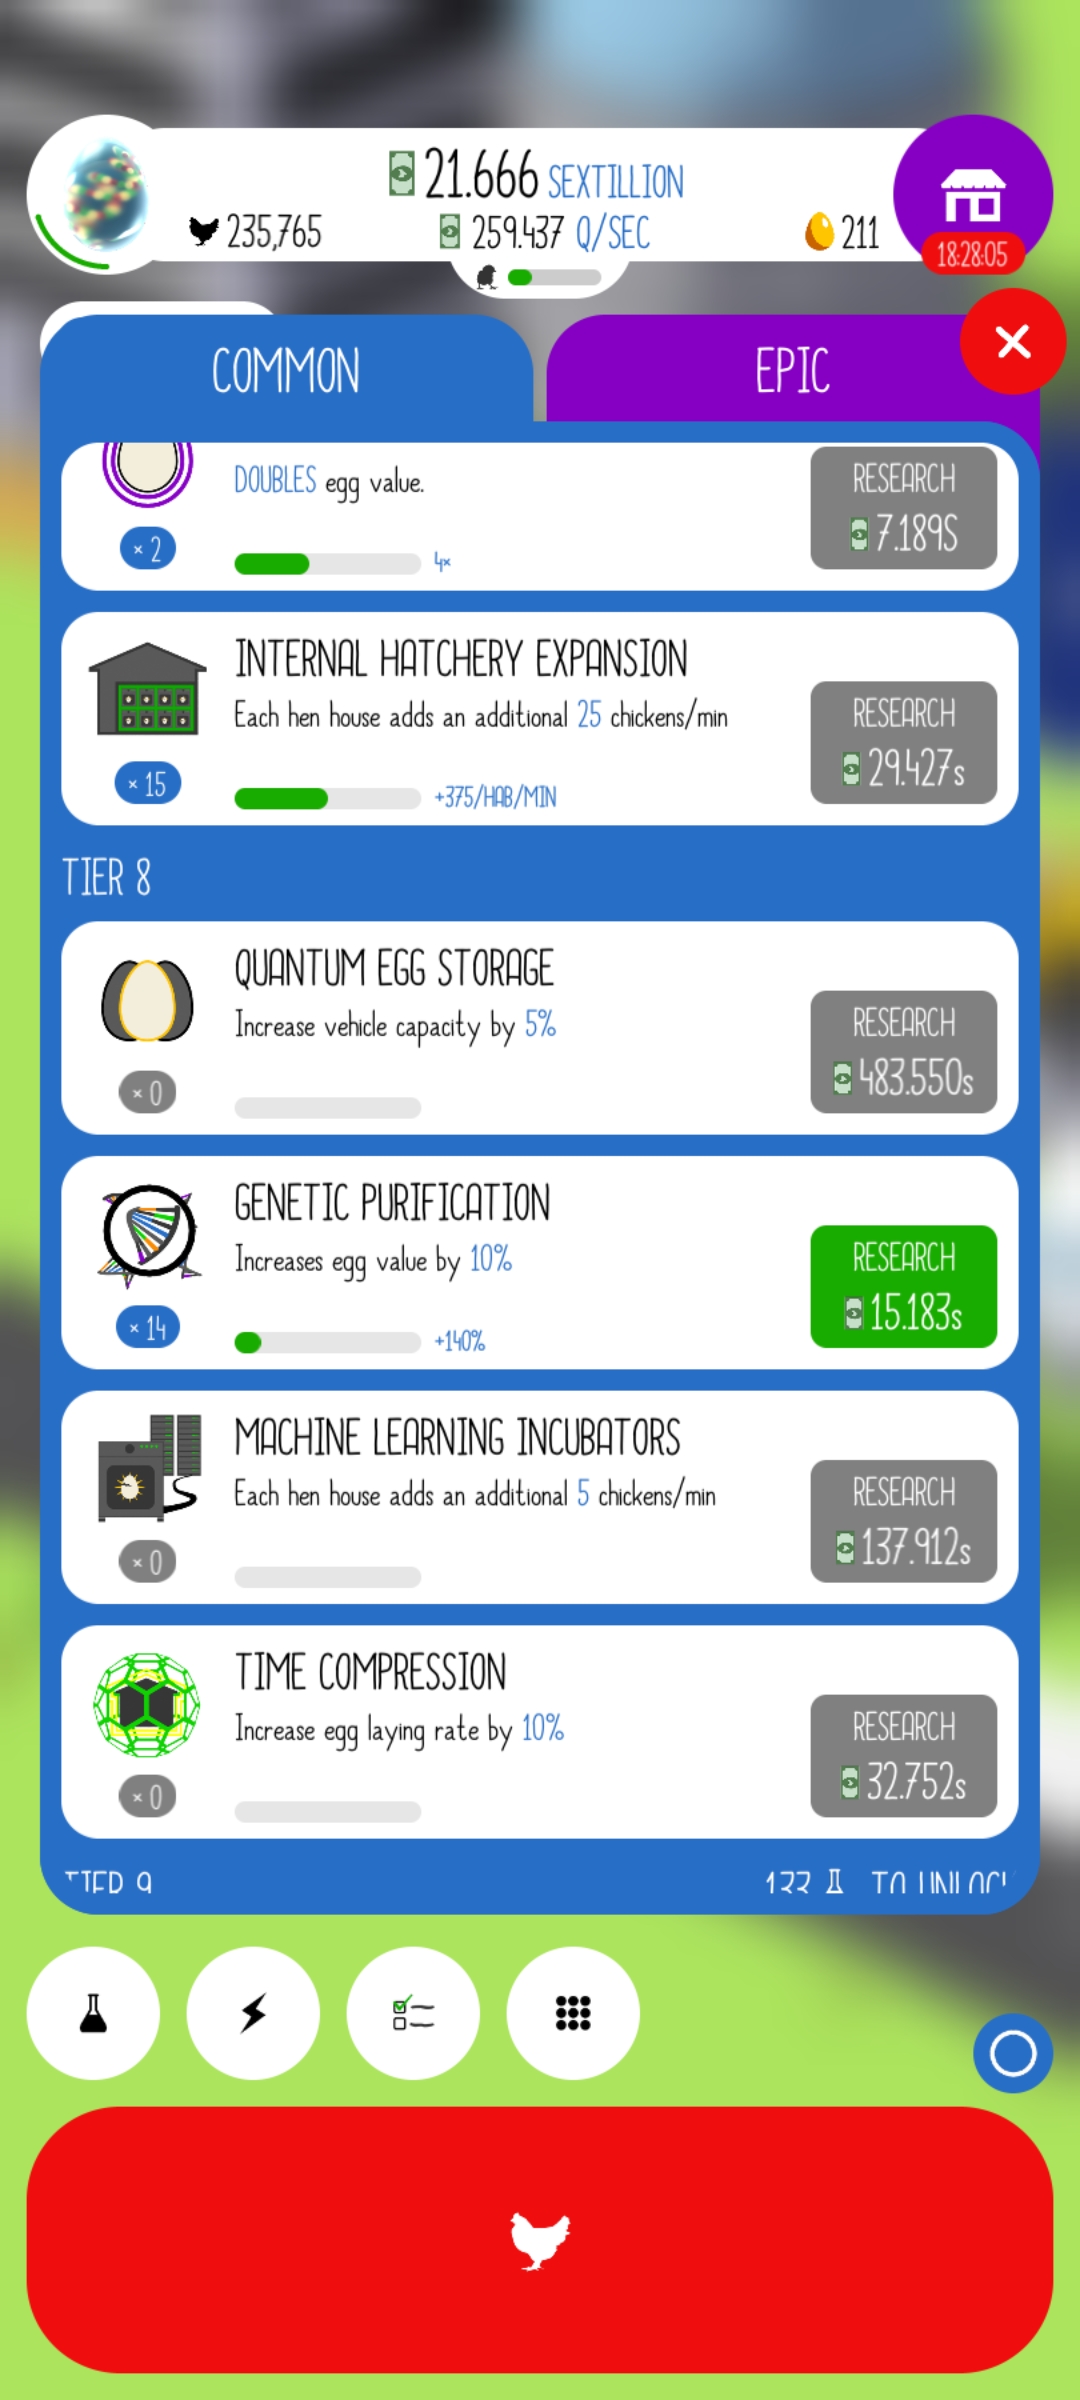 21.666 SEXTILLION
235,765
259.437 Q/SEC
211
18:28:05
COMMON
EPIC
DOUBLES egg value.
RESEARCH
7.189S
× 2
4×
INTERNAL HATCHERY EXPANSION
Each hen house adds an additional 25 chickens/min
RESEARCH
29.427s
× 15
+375/HAB/MIN
TIER 8
QUANTUM EGG STORAGE
Increase vehicle capacity by 5%
RESEARCH
483.550s
× 0
GENETIC PURIFICATION
Increases egg value by 10%
RESEARCH
15.183s
× 14
+140%
MACHINE LEARNING INCUBATORS
Each hen house adds an additional 5 chickens/min
RESEARCH
137.912s
× 0
TIME COMPRESSION
Increase egg laying rate by 10%
RESEARCH
32.752s
× 0
TIER 9
TO UNLOCK